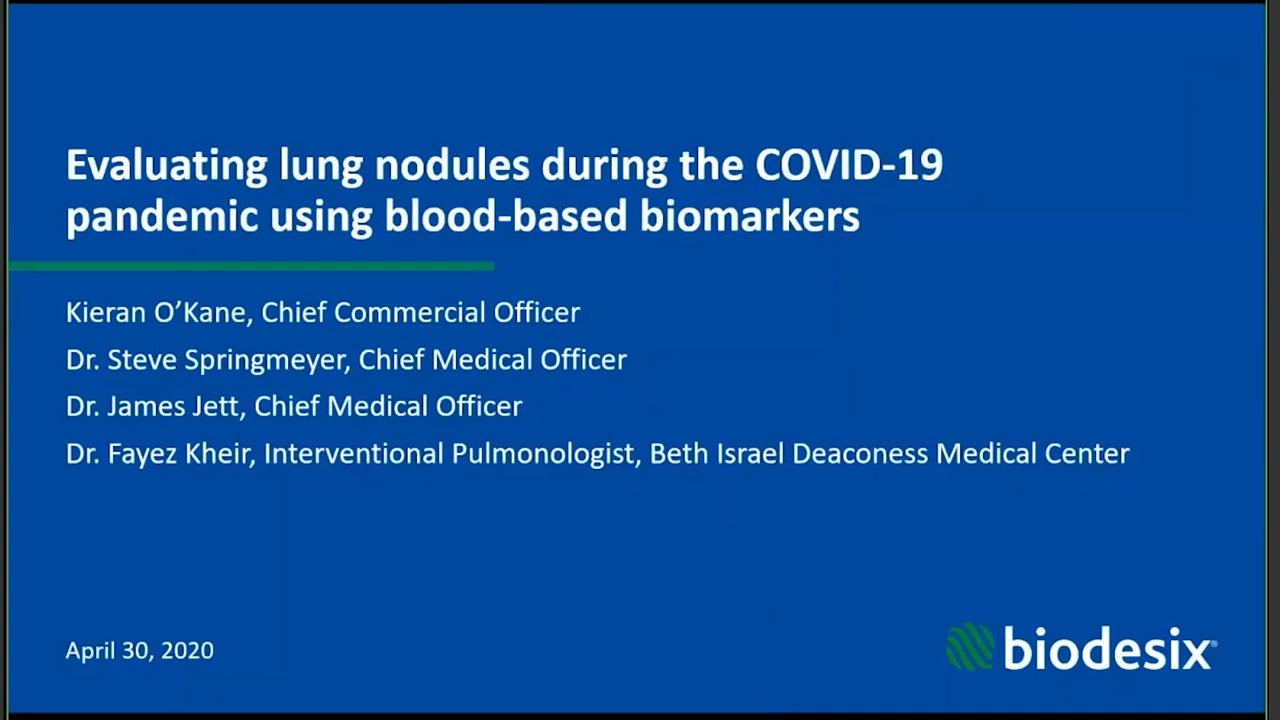 Evaluating lung nodules during the COVID-19
pandemic using blood-based biomarkers
Kieran O’Kane, Chief Commercial Officer
Dr. Steve Springmeyer, Chief Medical Officer
Dr. James Jett, Chief Medical Officer
Dr. Fayez Kheir, Interventional Pulmonologist, Beth Israel Deaconess Medical Center
April 30, 2020
biodesix®